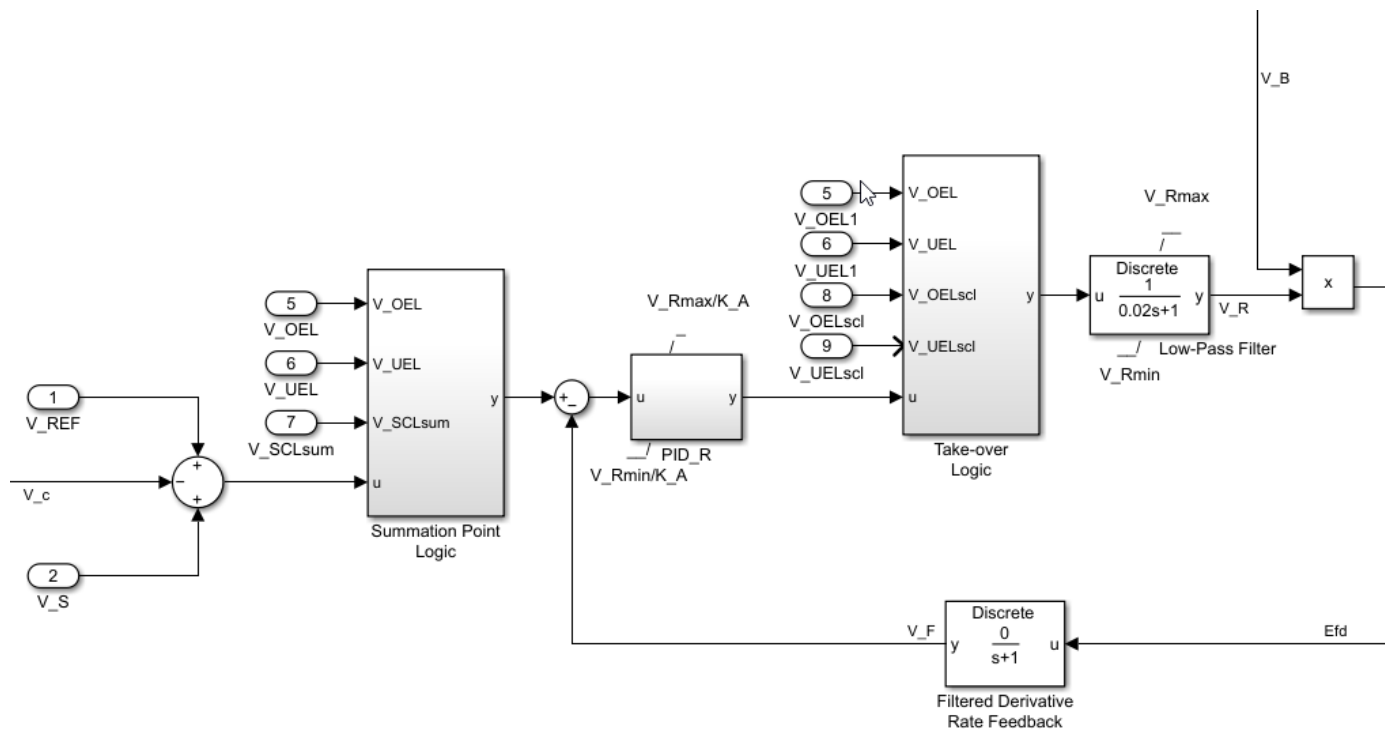 V_B
5
V_OEL
V_OEL1
V_Rmax
6
V_UEL
V_UEL1
Discrete
1
0.02s+1
u
y
x
5
V_OEL
V_OEL
V_Rmax/K_A
8
V_OELscl
V_OELscl
y
V_R
9
V_UELscl
V_UELscl
V_Rmin
Low-Pass Filter
6
V_UEL
V_UEL
y
+
-
u
y
u
1
V_REF
7
V_SCLsum
V_SCLsum
V_Rmin/K_A
PID_R
Take-over
Logic
+
-
+
V_c
u
Summation Point
Logic
2
V_S
Discrete
0
s+1
y
u
V_F
Efd
Filtered Derivative
Rate Feedback